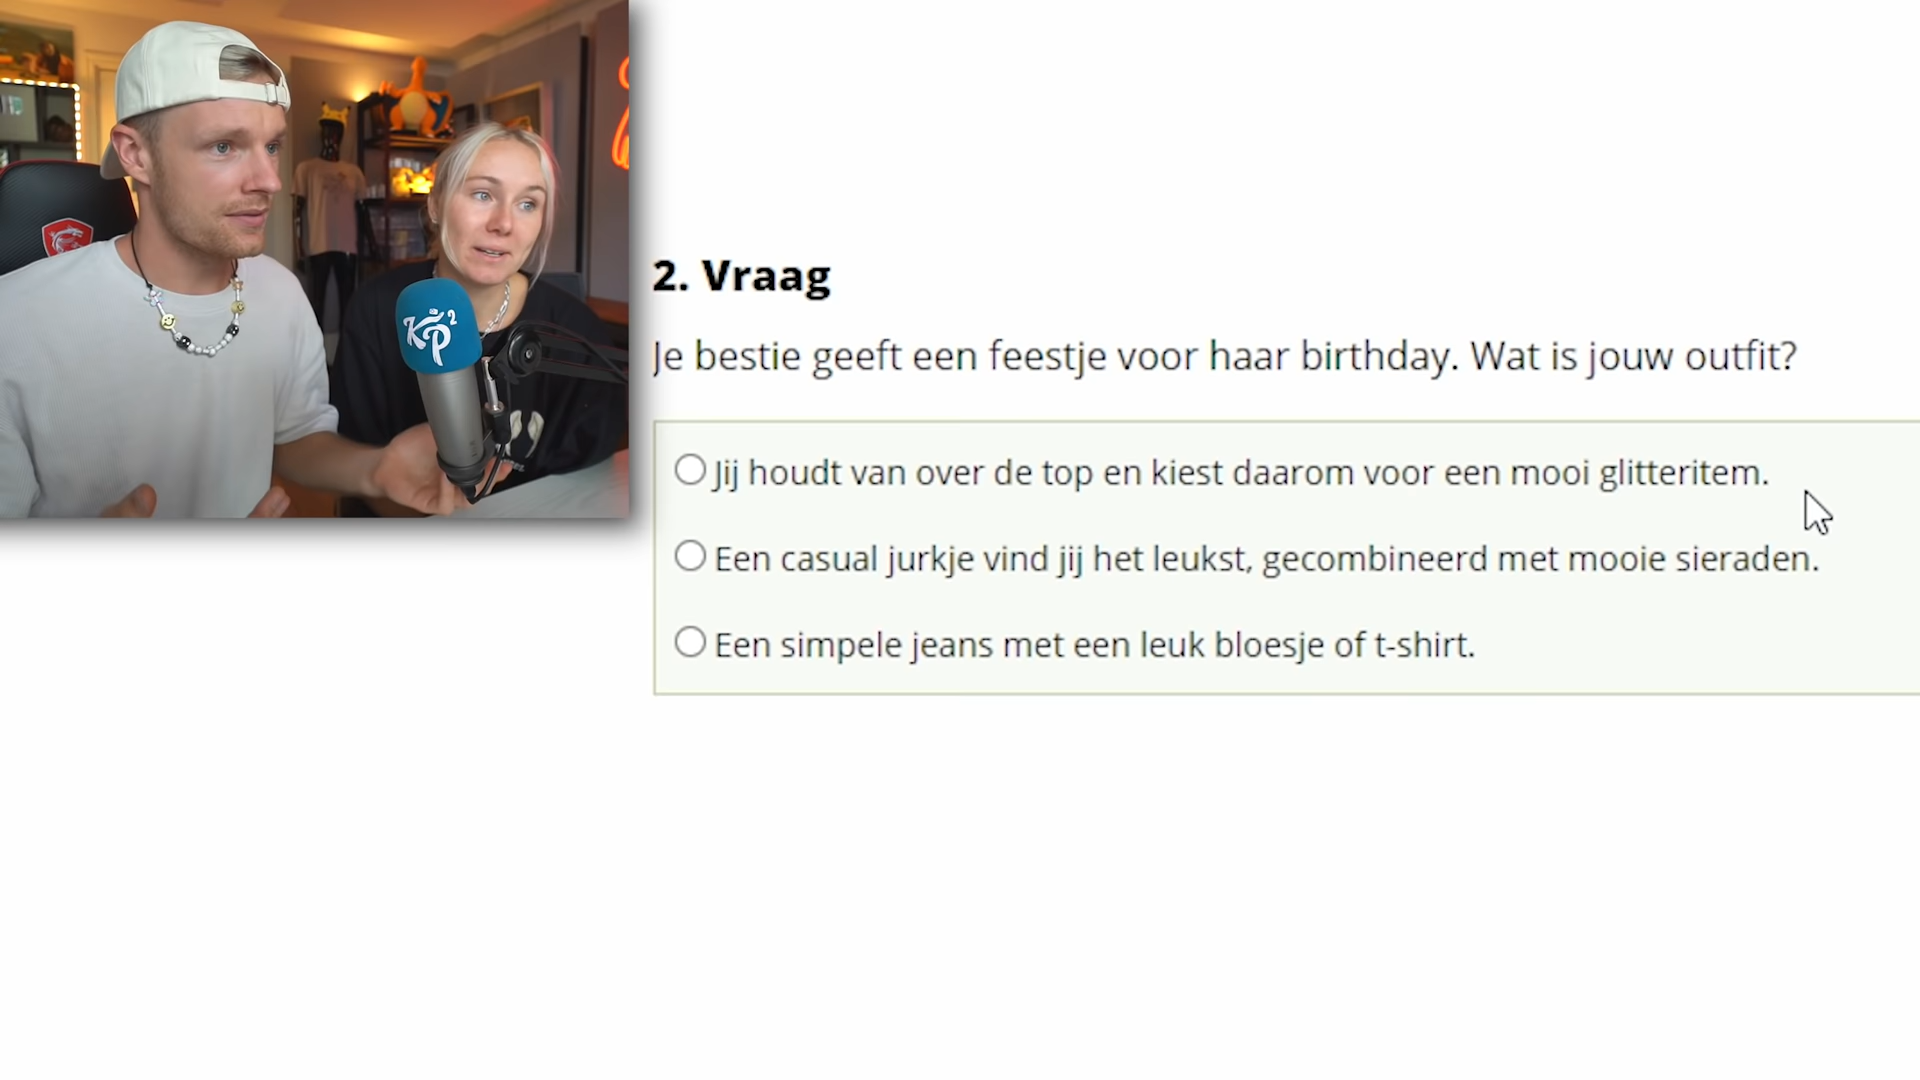 KP²
2. Vraag
Je bestie geeft een feestje voor haar birthday. Wat is jouw outfit?
Jij houdt van over de top en kiest daarom voor een mooi glitteritem.
Een casual jurkje vind jij het leukst, gecombineerd met mooie sieraden.
Een simpele jeans met een leuk bloesje of t-shirt.